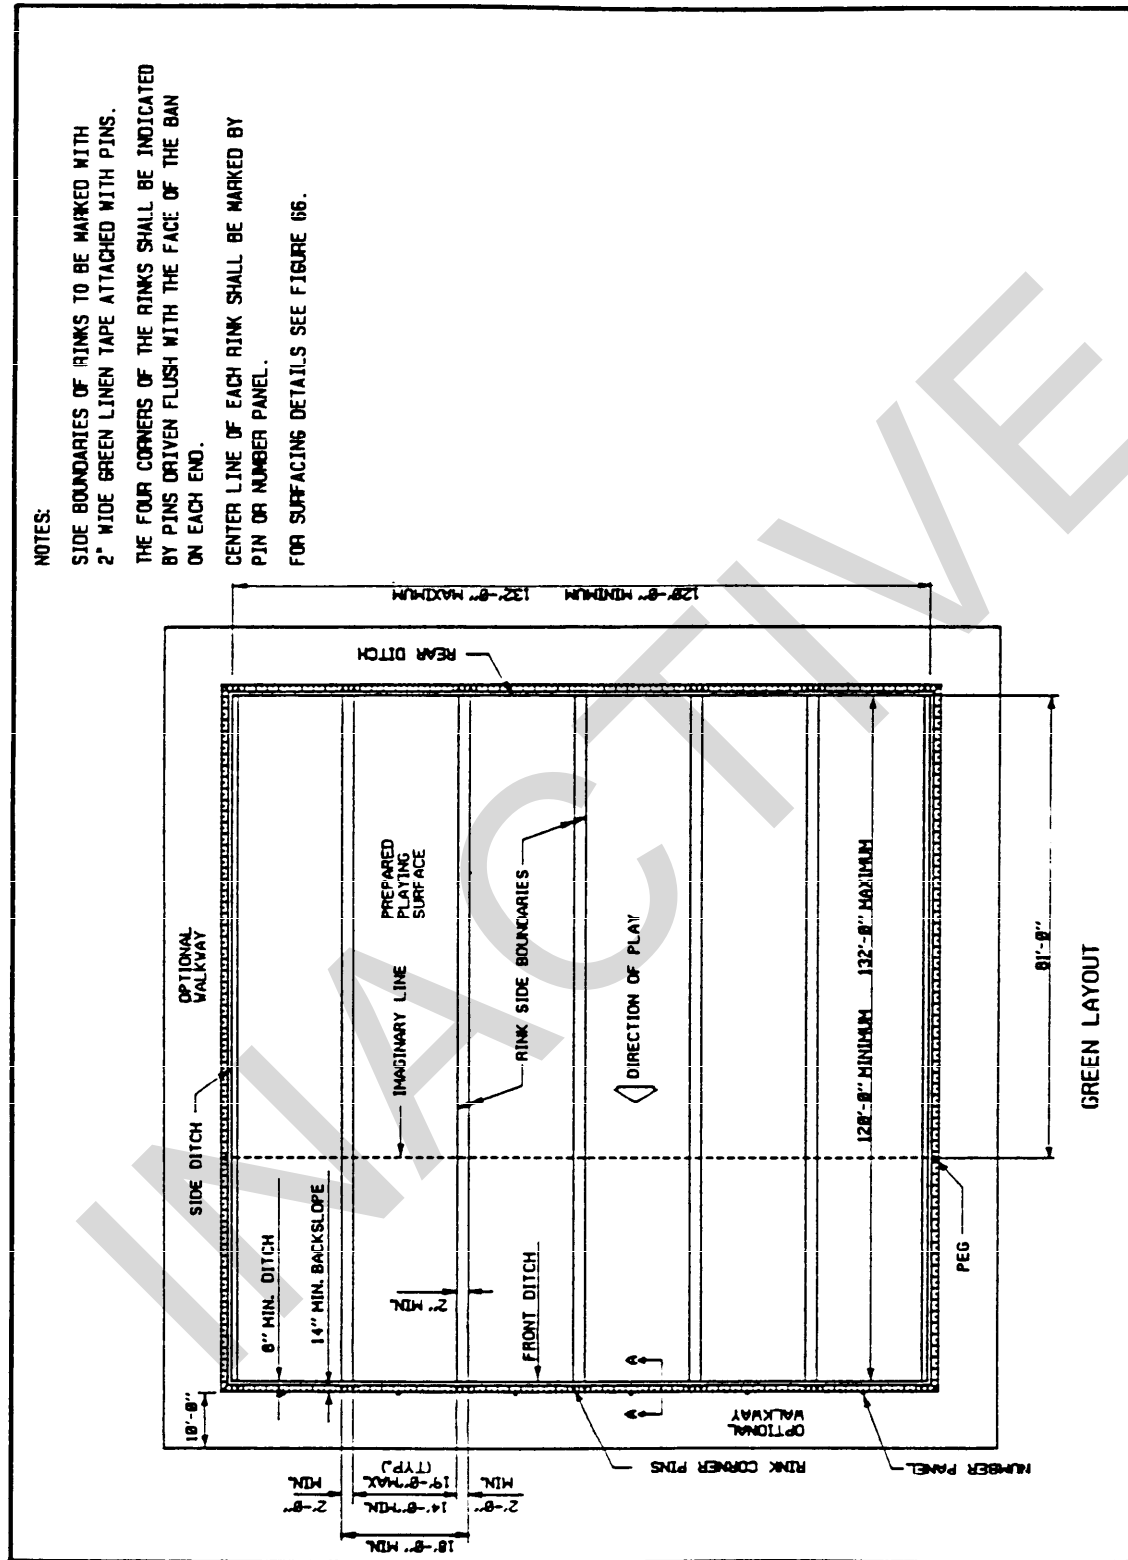 NOTES:
SIDE BOUNDARIES OF RINKS TO BE MARKED WITH
2" WIDE GREEN LINEN TAPE ATTACHED WITH PINS.
THE FOUR CORNERS OF THE RINKS SHALL BE INDICATED
BY PINS DRIVEN FLUSH WITH THE FACE OF THE BAN
ON EACH END.
CENTER LINE OF EACH RINK SHALL BE MARKED BY
PIN OR NUMBER PANEL.
FOR SURFACING DETAILS SEE FIGURE 66.
120'-0" MINIMUM 132'-0" MAXIMUM
REAR DITCH
OPTIONAL
WALKWAY
SIDE DITCH
PREPARED
PLAYING
SURFACE
IMAGINARY LINE
RINK SIDE BOUNDARIES
DIRECTION OF PLAY
120'-0" MINIMUM 132'-0" MAXIMUM
81'-0"
8" MIN. DITCH
14" MIN. BACKSLOPE
2" MIN.
FRONT DITCH
A
A
PEG
10'-0"
OPTIONAL
WALKWAY
RINK CORNER PINS
NUMBER PANEL
2'-0"
MIN.
14'-0" MIN.
19'-0" MAX.
(TYP.)
2'-0"
MIN.
18'-0" MIN.
GREEN LAYOUT
INACTIVE